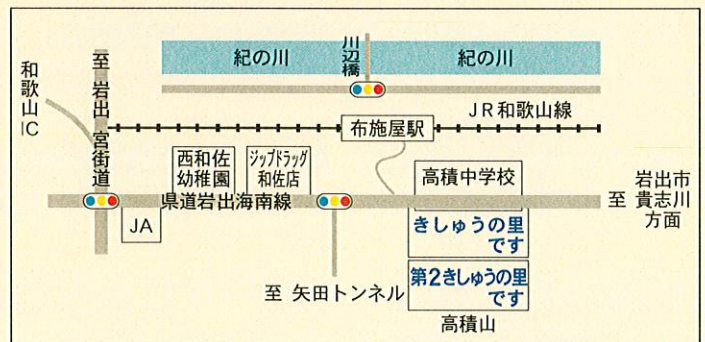 紀の川
川辺橋
紀の川
和歌山IC
至 岩出
宮街道
JR和歌山線
布施屋駅
西和佐
幼稚園
ジップドラッグ
和佐店
高積中学校
岩出市
至 貴志川
方面
県道岩出海南線
JA
きしゅうの里
です
第2きしゅうの里
です
至 矢田トンネル
高積山